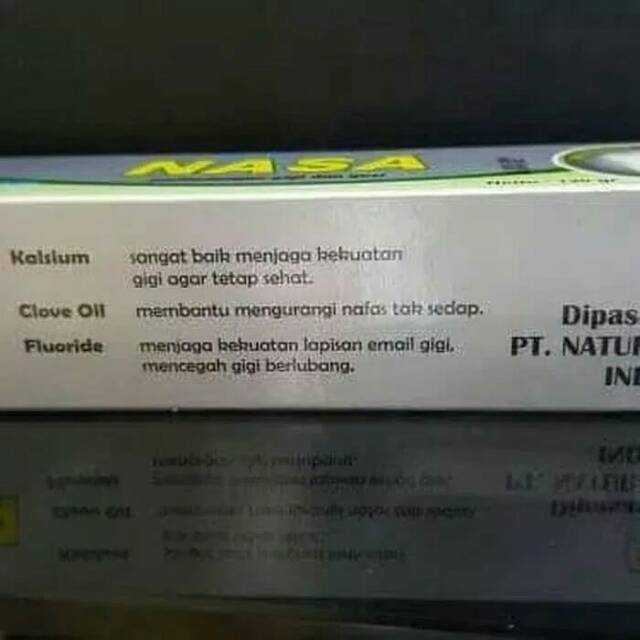 NASA
Kalsium sangat baik menjaga kekuatan
gigi agar tetap sehat.
Clove Oil membantu mengurangi nafas tak sedap.
Fluoride menjaga kekuatan lapisan email gigi,
mencegah gigi berlubang.
Dipas
PT. NATU
IN